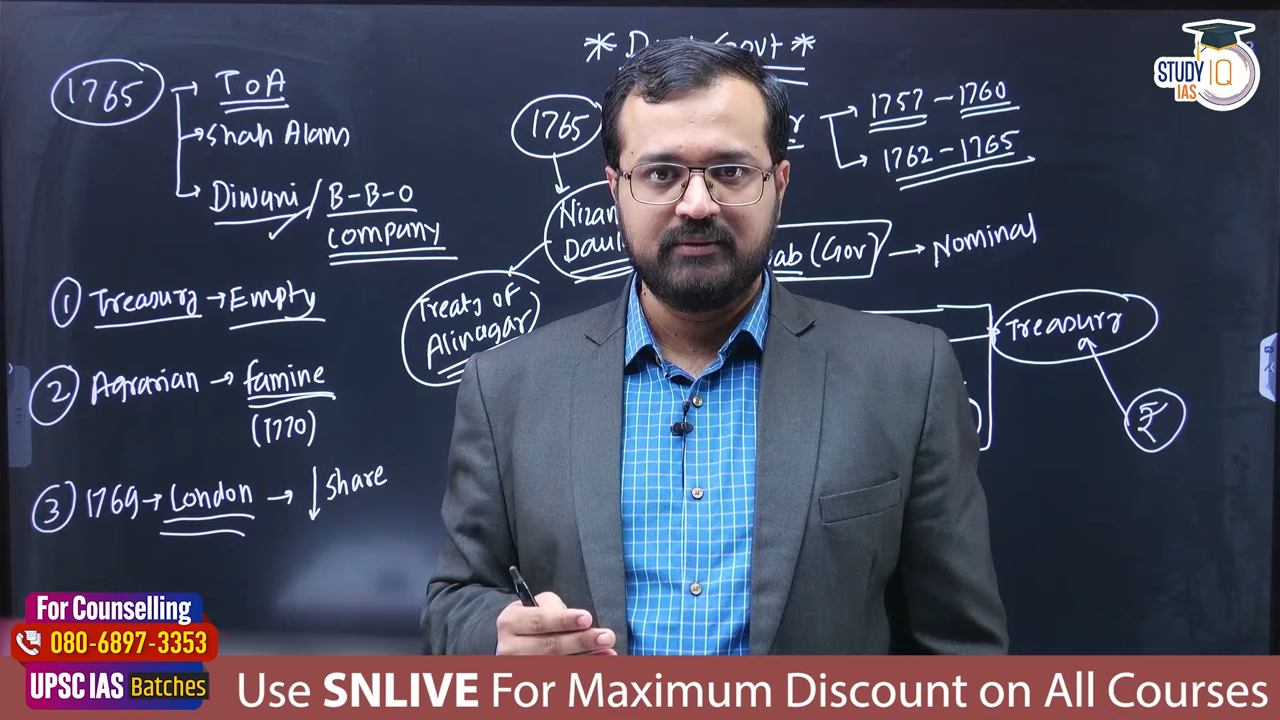 * Govt *
1765
→ ToA
→ Shah Alam
→ Diwani / B-B-O
Company
① Treasury → Empty
② Agrarian → famine
(1770)
③ 1769 → London → ↓ share
1765
→ 1757 - 1760
→ 1762 - 1765
(Gov) → Nominal
Treaty of
Alinagar
Treasury
₹
STUDY IQ
IAS
For Counselling
080-6897-3353
UPSC IAS Batches
Use SNLIVE For Maximum Discount on All Courses